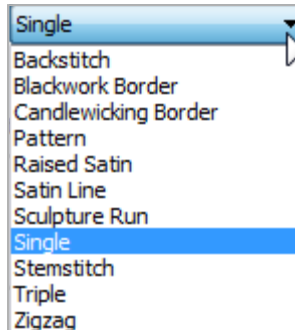 Single
Backstitch
Blackwork Border
Candlewicking Border
Pattern
Raised Satin
Satin Line
Sculpture Run
Single
Stemstitch
Triple
Zigzag